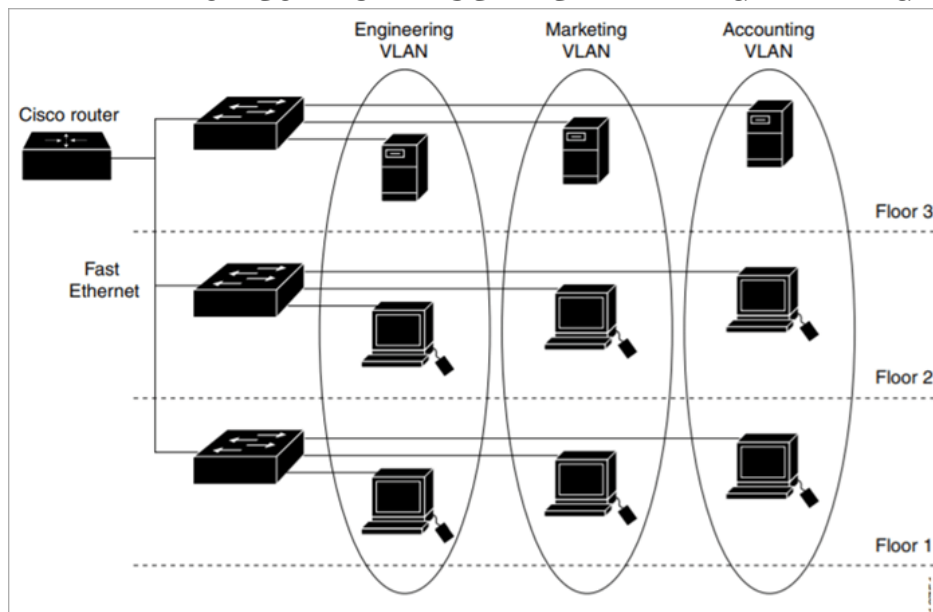 Engineering
VLAN
Marketing
VLAN
Accounting
VLAN
Cisco router
Floor 3
Fast
Ethernet
Floor 2
Floor 1